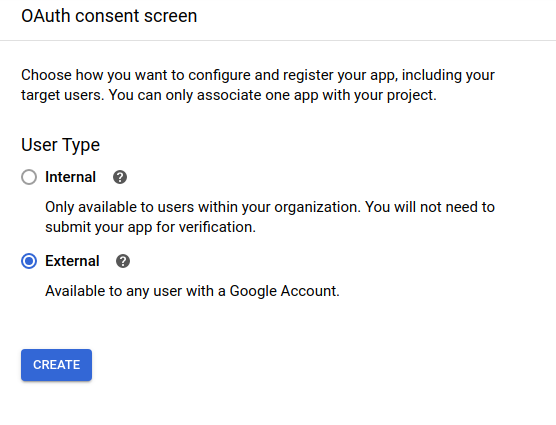 OAuth consent screen
Choose how you want to configure and register your app, including your
target users. You can only associate one app with your project.
User Type
Internal ?
Only available to users within your organization. You will not need to
submit your app for verification.
External ?
Available to any user with a Google Account.
CREATE